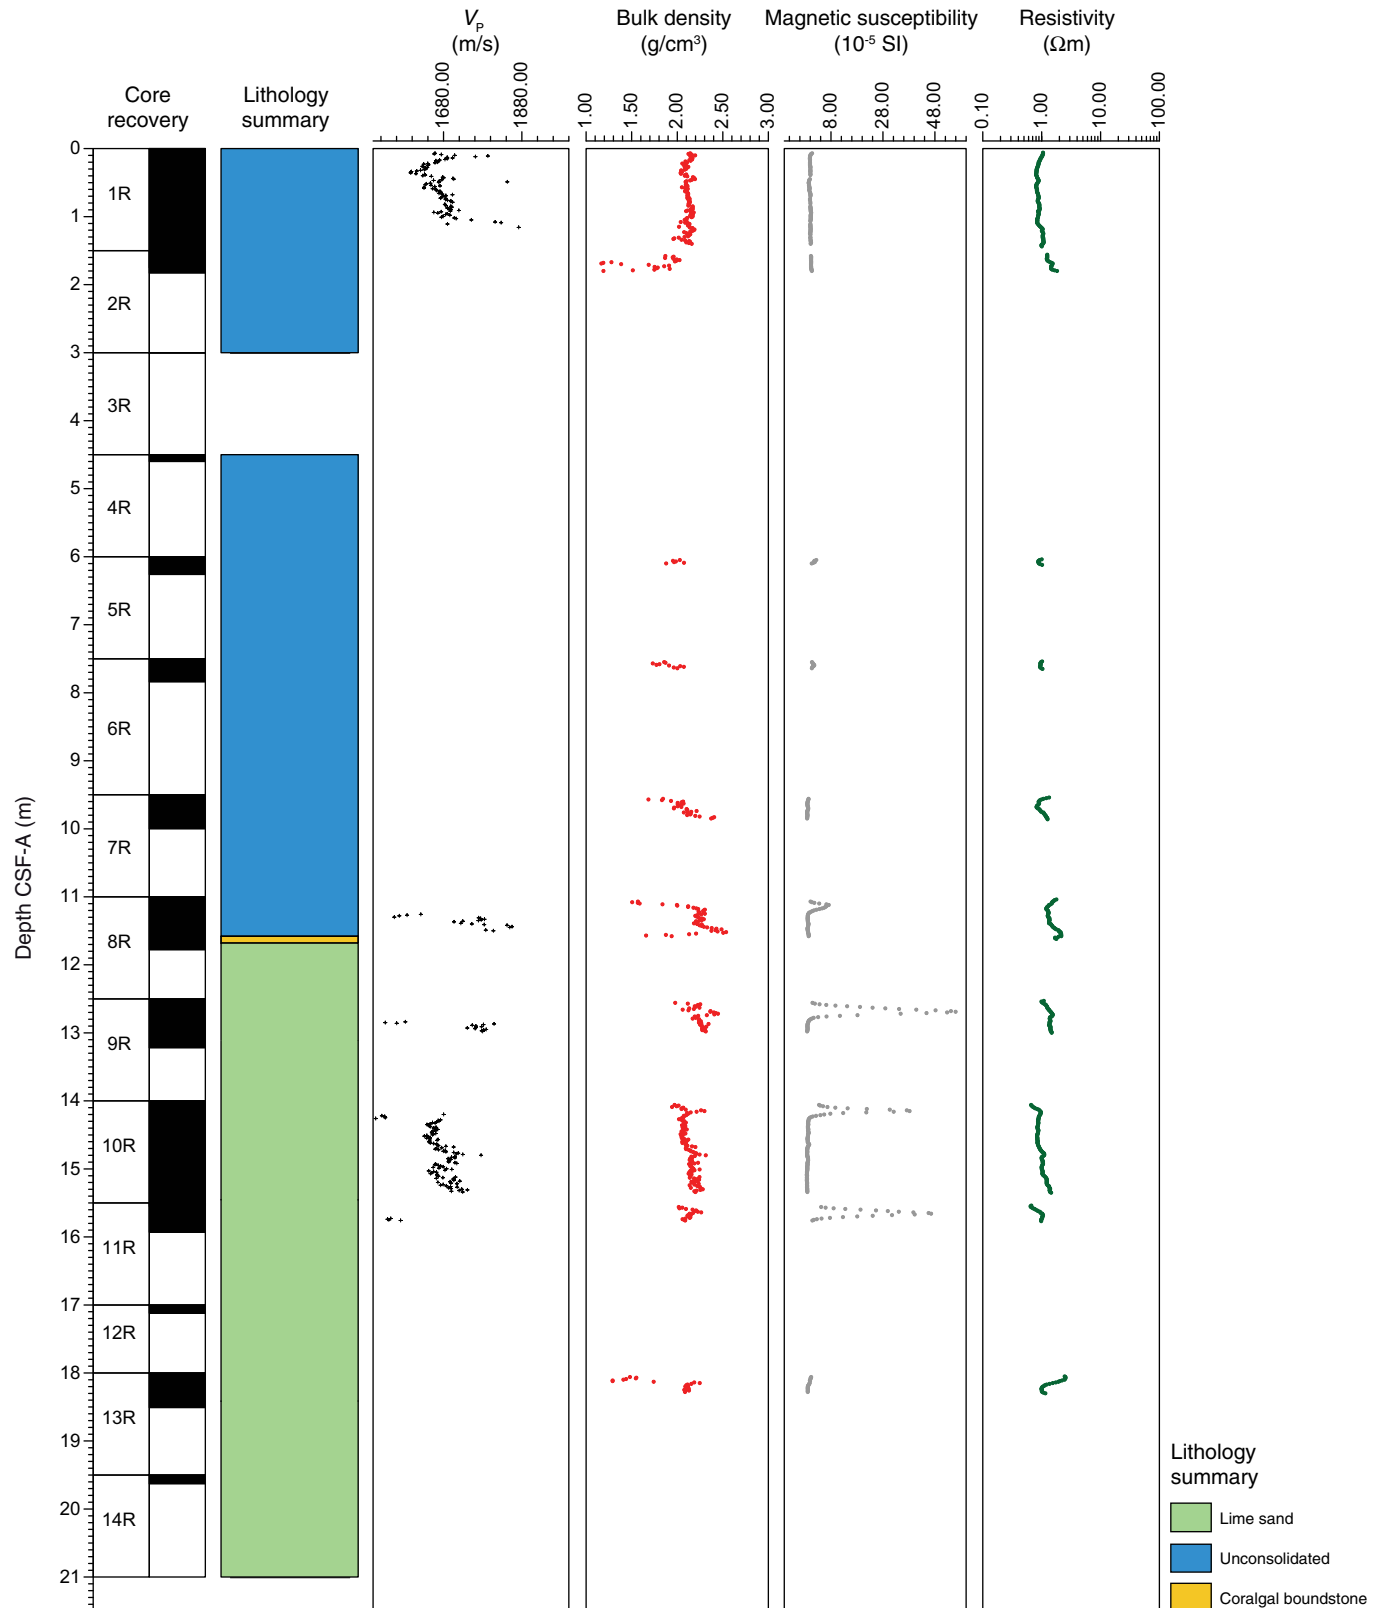 V_P
(m/s)
Bulk density
(g/cm³)
Magnetic susceptibility
(10⁻⁵ SI)
Resistivity
(Ωm)
Core
recovery
Lithology
summary
1680.00 1880.00
1.00 1.50 2.00 2.50 3.00
8.00 28.00 48.00
0.10 1.00 10.00 100.00
Depth CSF-A (m)
0
1R
1
2
2R
3
3R
4
5
4R
6
5R
7
8
6R
9
10
7R
11
8R
12
13
9R
14
10R
15
16
11R
17
12R
18
13R
19
20
14R
21
Lithology
summary
Lime sand
Unconsolidated
Coralgal boundstone